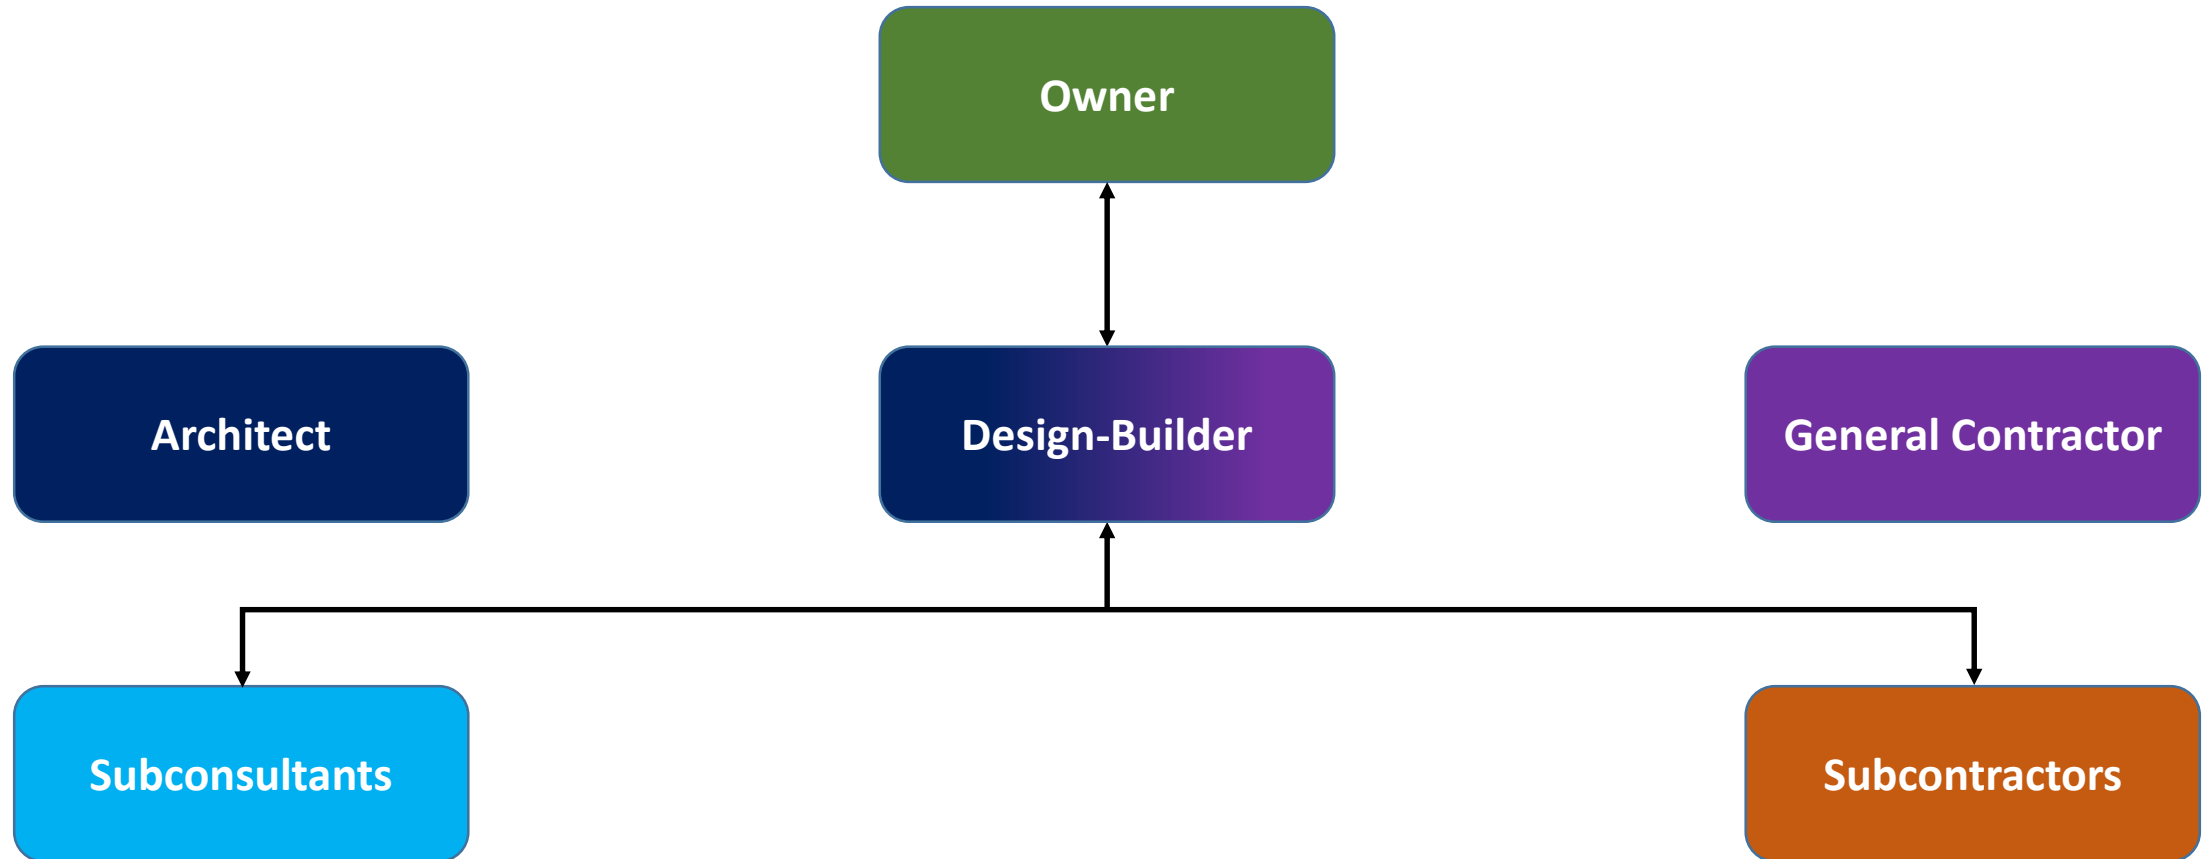 Owner
Architect
Design-Builder
General Contractor
Subconsultants
Subcontractors